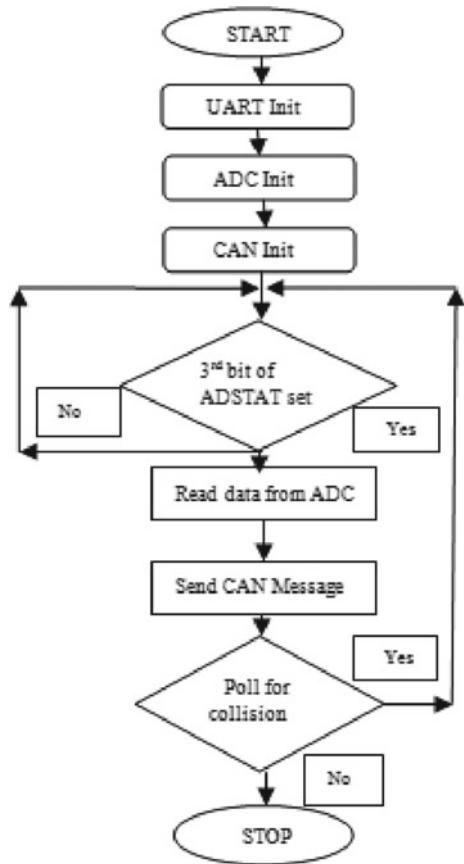 START
UART Init
ADC Init
CAN Init
3rd bit of
ADSTAT set
No
Yes
Read data from ADC
Send CAN Message
Yes
Poll for
collision
No
STOP